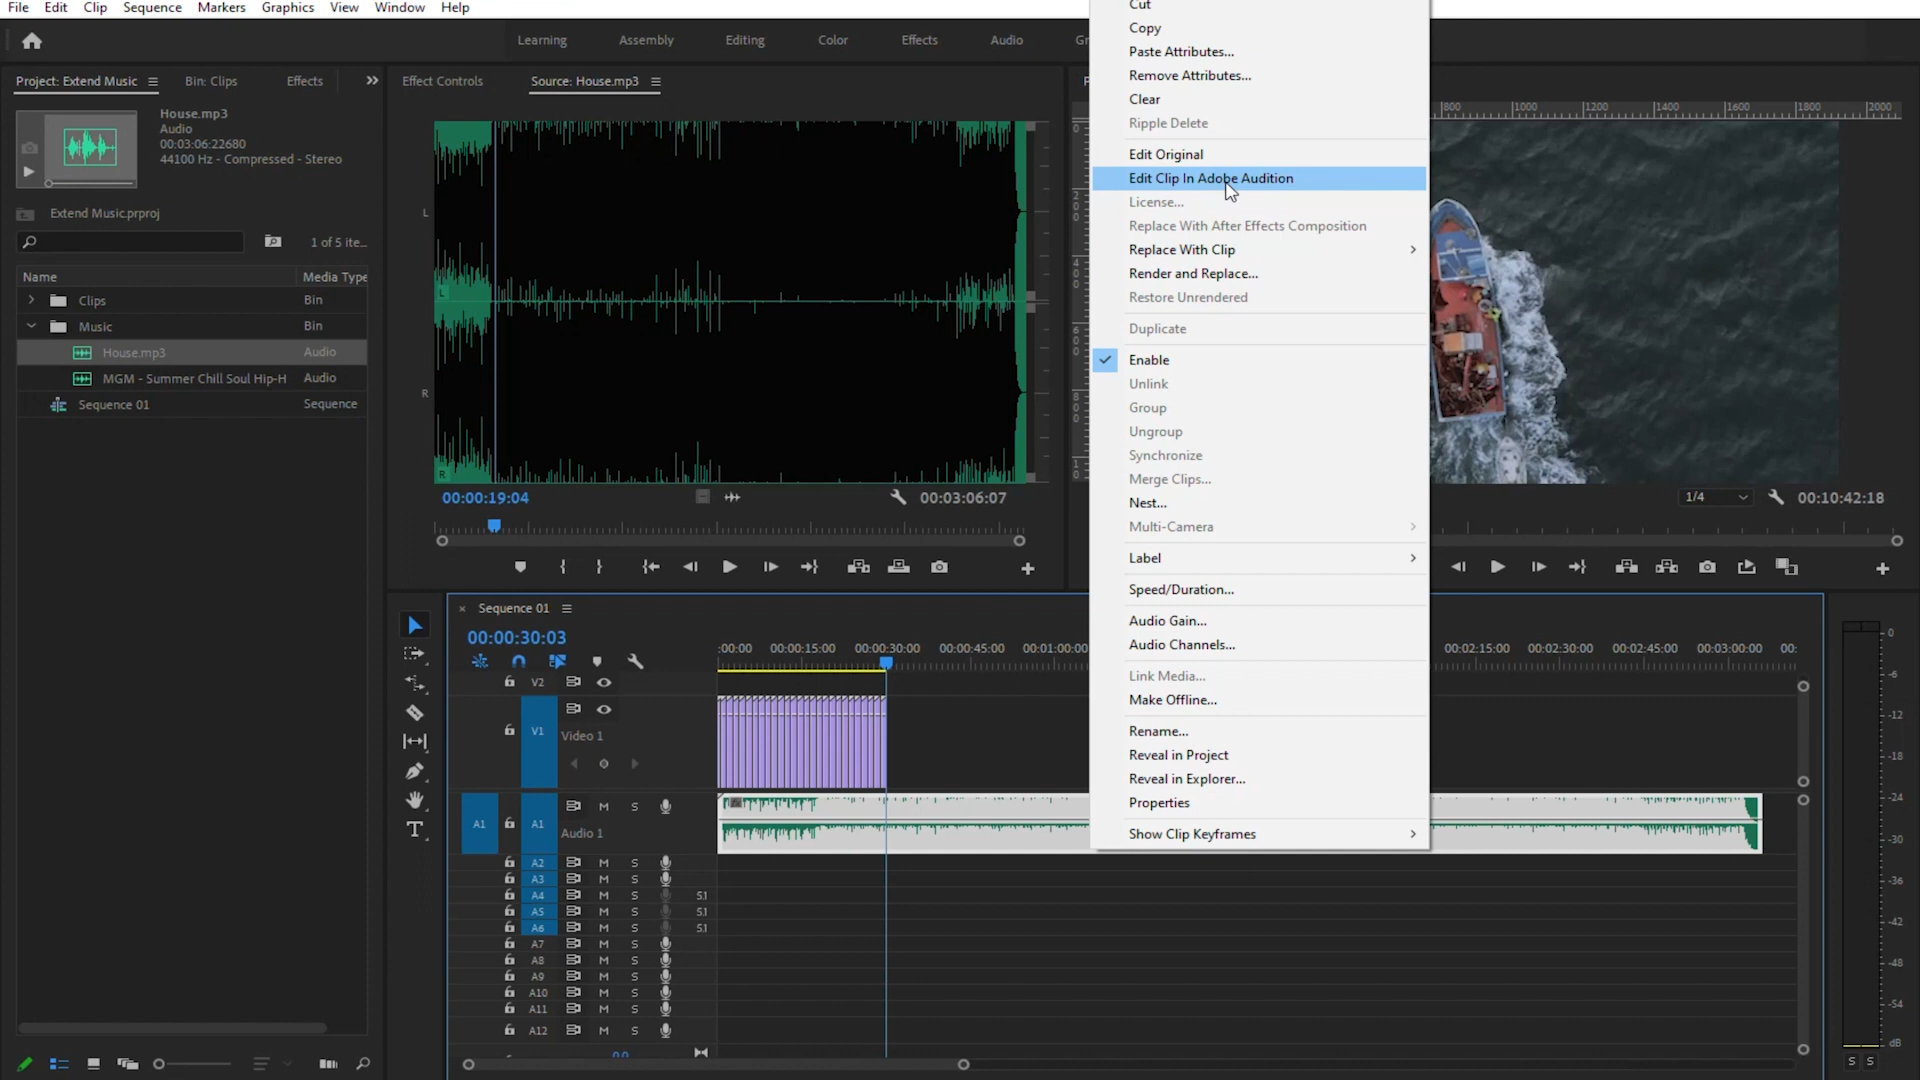 File Edit Clip Sequence Markers Graphics View Window Help
Learning Assembly Editing Color Effects Audio
Project: Extend Music Bin: Clips Effects
House.mp3
Audio
00:03:06:22680
44100 Hz - Compressed - Stereo
Extend Music.prproj
1 of 5 ite...
Name Media Type
Clips Bin
Music Bin
House.mp3 Audio
MGM - Summer Chill Soul Hip-H Audio
Sequence 01 Sequence
Effect Controls Source: House.mp3
L
L
R
R
00:00:19:04 00:03:06:07
Cut
Copy
Paste Attributes...
Remove Attributes...
Clear
Ripple Delete
Edit Original
Edit Clip In Adobe Audition
License...
Replace With After Effects Composition
Replace With Clip
Render and Replace...
Restore Unrendered
Duplicate
Enable
Unlink
Group
Ungroup
Synchronize
Merge Clips...
Nest...
Multi-Camera
Label
Speed/Duration...
Audio Gain...
Audio Channels...
Link Media...
Make Offline...
Rename...
Reveal in Project
Reveal in Explorer...
Properties
Show Clip Keyframes
800 1000 1200 1400 1600 1800 2000
1/4 00:10:42:18
Sequence 01
00:00:30:03
:00:00 00:00:15:00 00:00:30:00 00:00:45:00 00:01:00:00 00:02:15:00 00:02:30:00 00:02:45:00 00:03:00:00 00:
V2
V1 Video 1
A1 A1 M S
Audio 1
A2 M S
A3 M S
A4 M S 5.1
A5 M S 5.1
A6 M S 5.1
A7 M S
A8 M S
A9 M S
A10 M S
A11 M S
A12 M S
0.0
0
-6
-12
-18
-24
-30
-36
-42
-48
-54
dB
S S